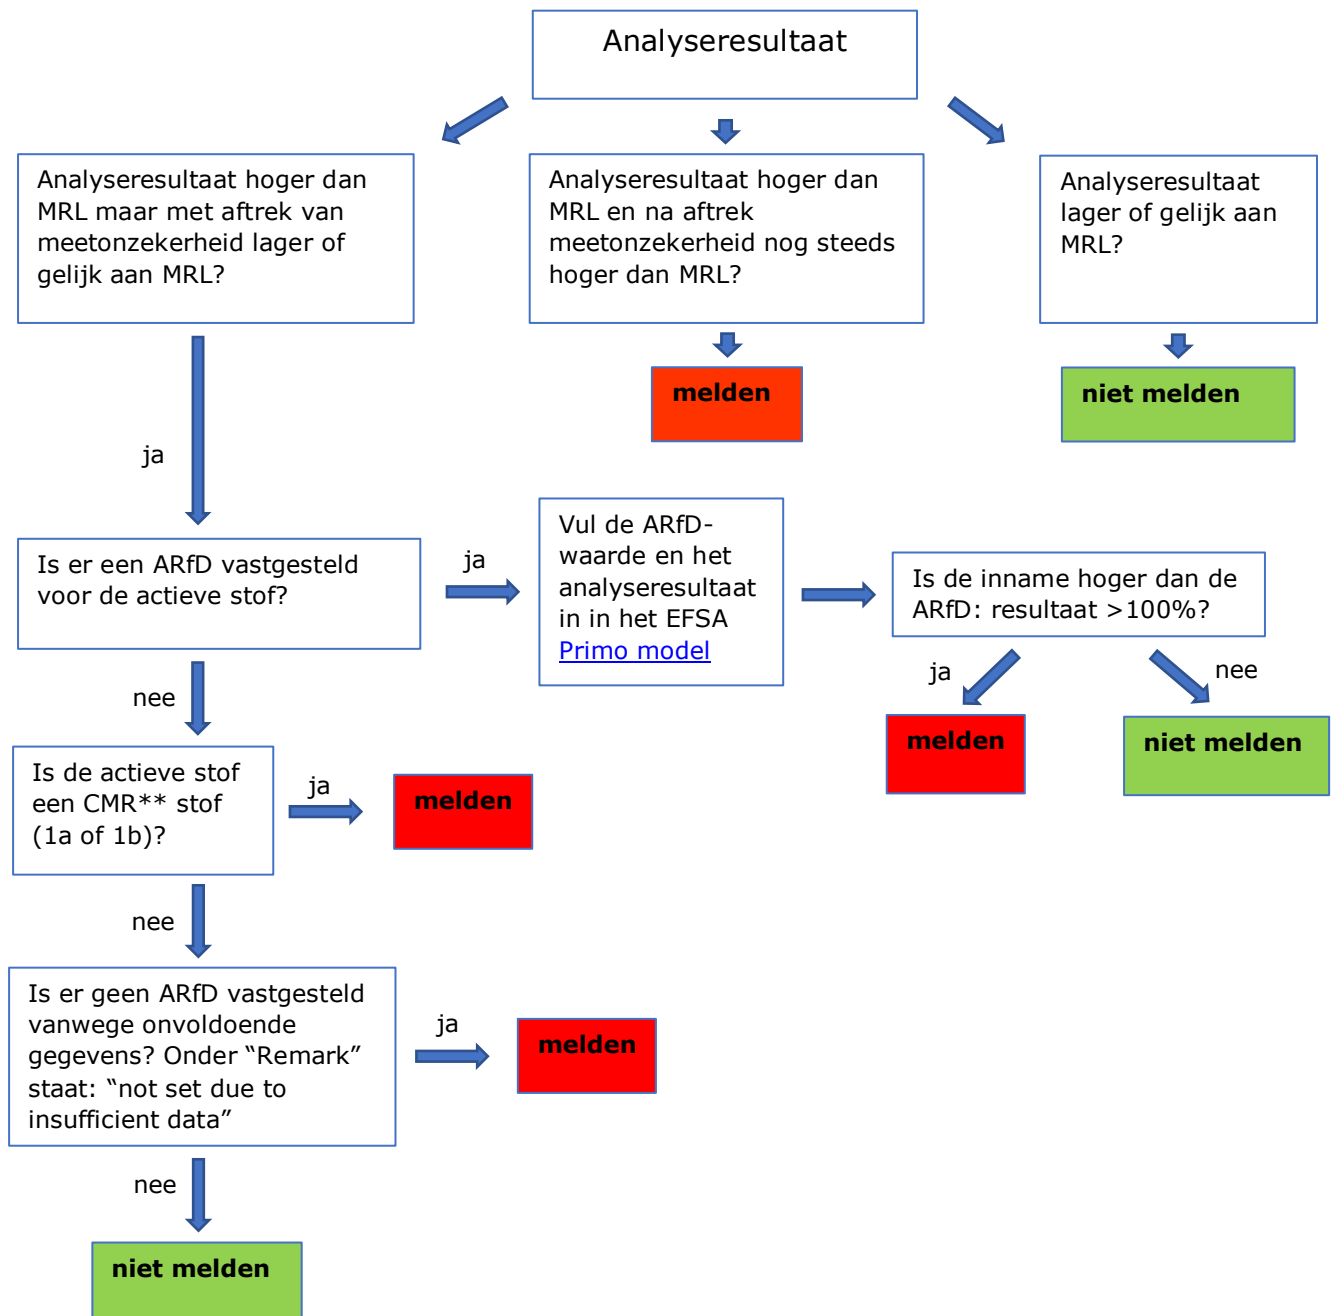 Analyseresultaat
Analyseresultaat hoger dan
MRL maar met aftrek van
meetonzekerheid lager of
gelijk aan MRL?
Analyseresultaat hoger dan
MRL en na aftrek
meetonzekerheid nog steeds
hoger dan MRL?
Analyseresultaat
lager of gelijk aan
MRL?
melden
niet melden
ja
Is er een ARfD vastgesteld
voor de actieve stof?
ja
Vul de ARfD-
waarde en het
analyseresultaat
in in het EFSA
Primo model
Is de inname hoger dan de
ARfD: resultaat >100%?
ja
nee
melden
niet melden
nee
Is de actieve stof
een CMR** stof
(1a of 1b)?
ja
melden
nee
Is er geen ARfD vastgesteld
vanwege onvoldoende
gegevens? Onder “Remark”
staat: “not set due to
insufficient data”
ja
melden
nee
niet melden